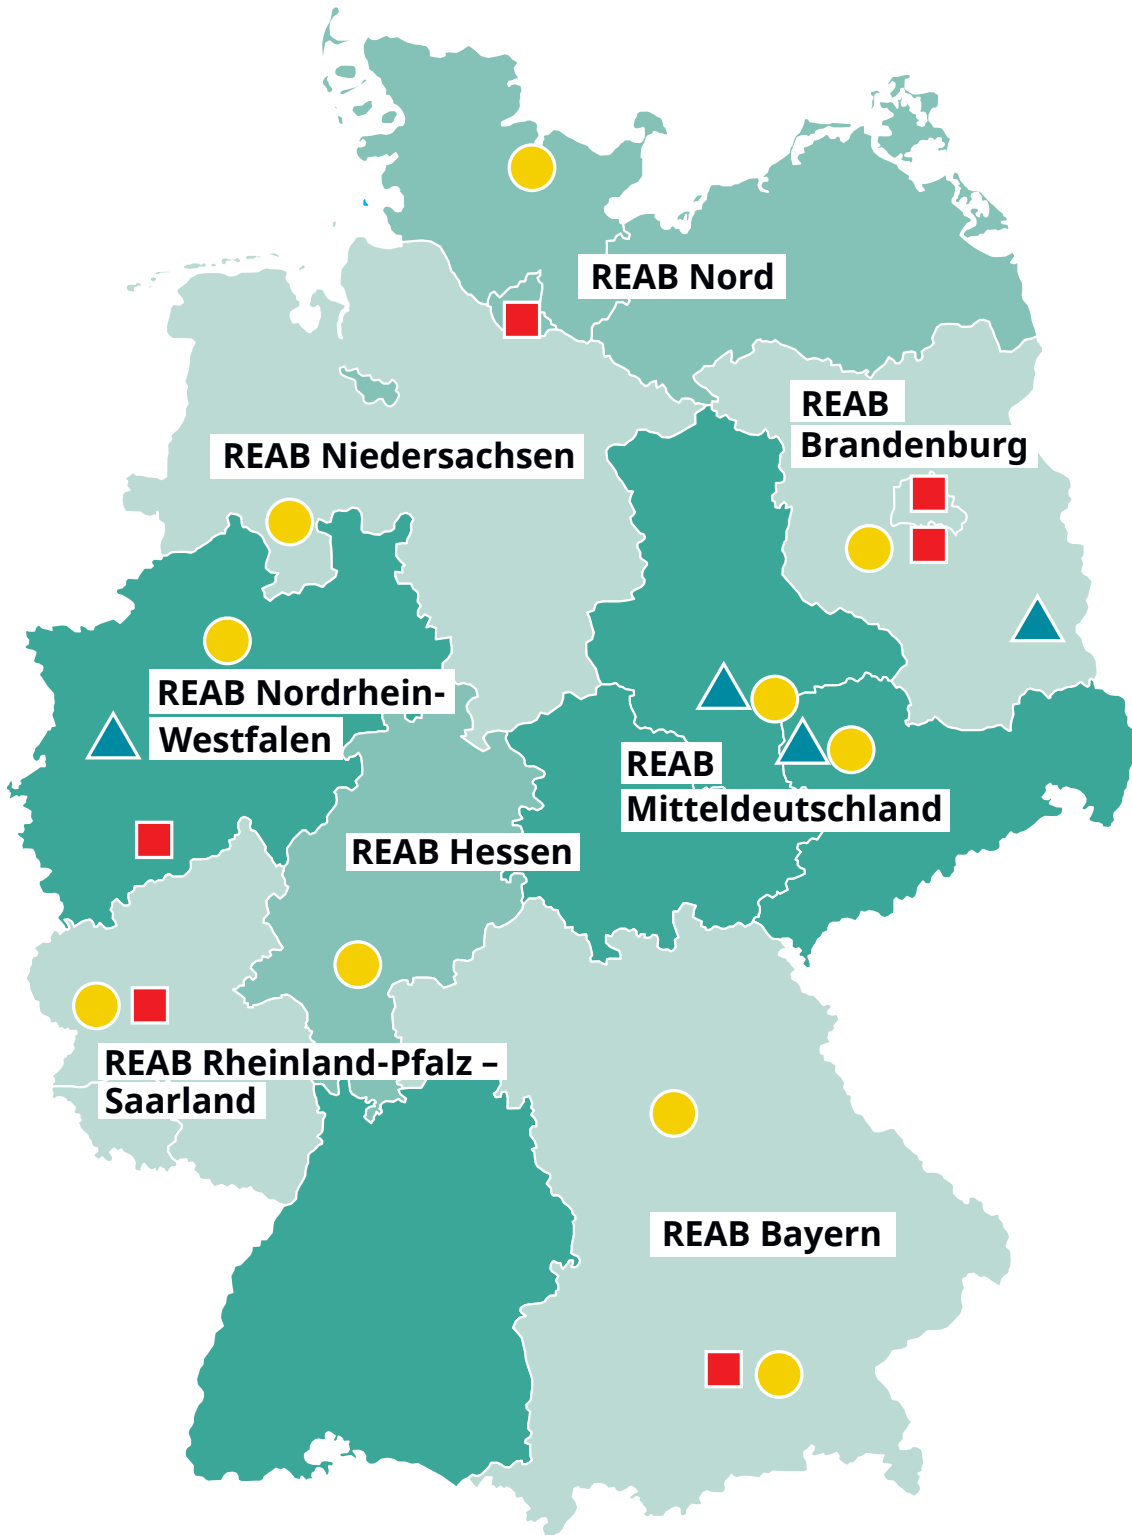 REAB Nord
REAB
Brandenburg
REAB Niedersachsen
REAB Nordrhein-
Westfalen
REAB
Mitteldeutschland
REAB Hessen
REAB Rheinland-Pfalz –
Saarland
REAB Bayern